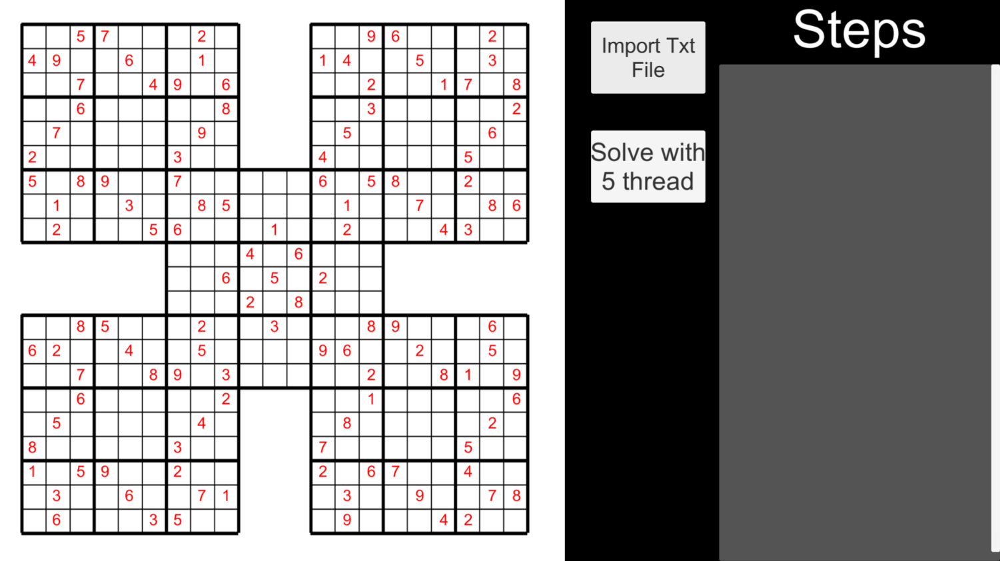 Steps
Import Txt
File
Solve with
5 thread
5 7 2 9 6 2
4 9 6 1 1 4 5 3
7 4 9 6 2 1 7 8
6 8 3 2
7 9 5 6
2 3 4 5
5 8 9 7 6 5 8 2
1 3 8 5 1 7 8 6
2 5 6 1 2 4 3
4 6
6 5 2
2 8
8 5 2 3 8 9 6
6 2 4 5 9 6 2 5
7 8 9 3 2 8 1 9
6 2 1 6
5 4 8 2
8 3 7 5
1 5 9 2 2 6 7 4
3 6 7 1 3 9 7 8
6 3 5 9 4 2